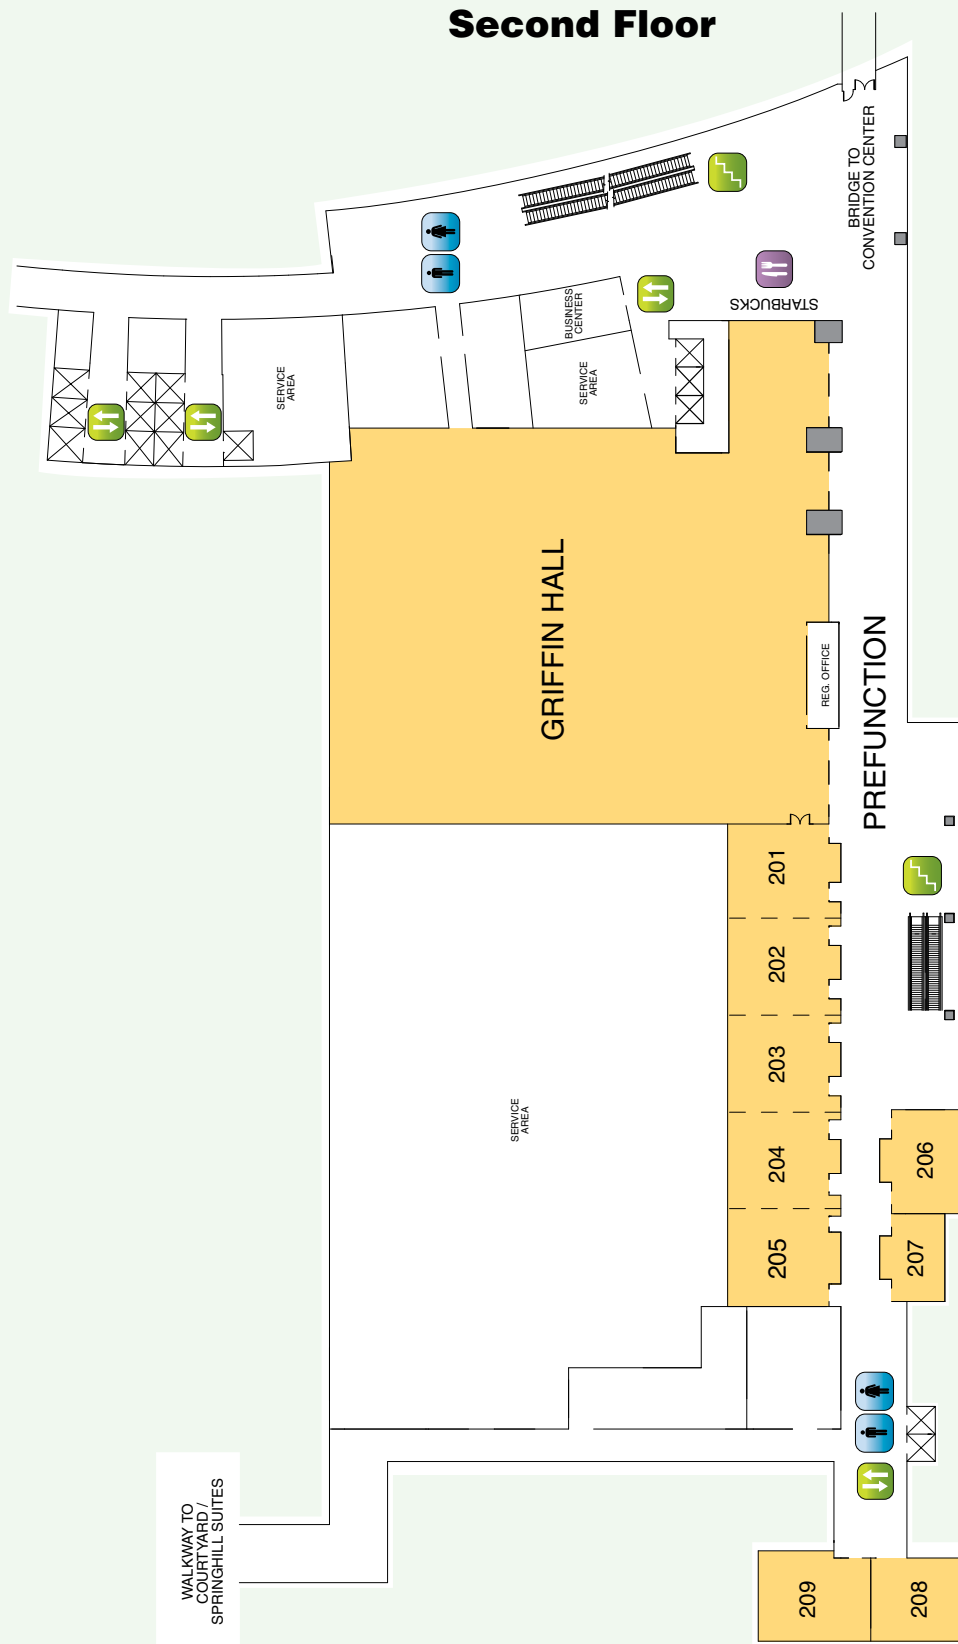 Second Floor
BRIDGE TO
CONVENTION CENTER
STARBUCKS
BUSINESS
CENTER
SERVICE
AREA
SERVICE
AREA
GRIFFIN HALL
REG. OFFICE
PREFUNCTION
201
202
203
204
205
SERVICE
AREA
206
207
WALKWAY TO
COURTYARD /
SPRINGHILL SUITES
209
208